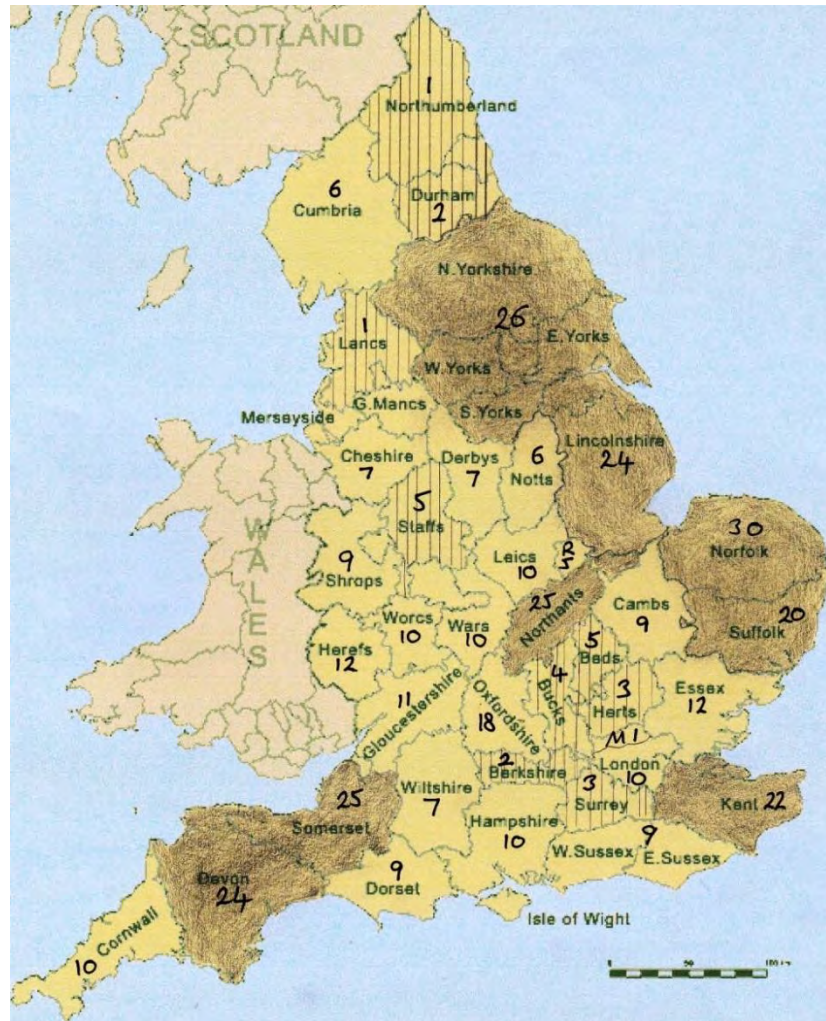 SCOTLAND
1
Northumberland
6
Cumbria
Durham
2
N.Yorkshire
26
E.Yorks
1
Lancs
W.Yorks
G.Mancs
S.Yorks
Merseyside
Lincolnshire
24
Cheshire
7
Derbys
7
6
Notts
5
Staffs
WALES
30
Norfolk
9
Shrops
Leics
10
R
5
25
Northants
Cambs
9
20
Suffolk
Worcs
10
Wars
10
Herefs
12
5
Beds
4
Bucks
3
Herts
Essex
12
11
Gloucestershire
Oxfordshire
18
M1
London
10
2
Berkshire
3
Surrey
Kent 22
Wiltshire
7
25
Somerset
Hampshire
10
9
W.Sussex
E.Sussex
Devon
24
9
Dorset
Isle of Wight
Cornwall
10
0